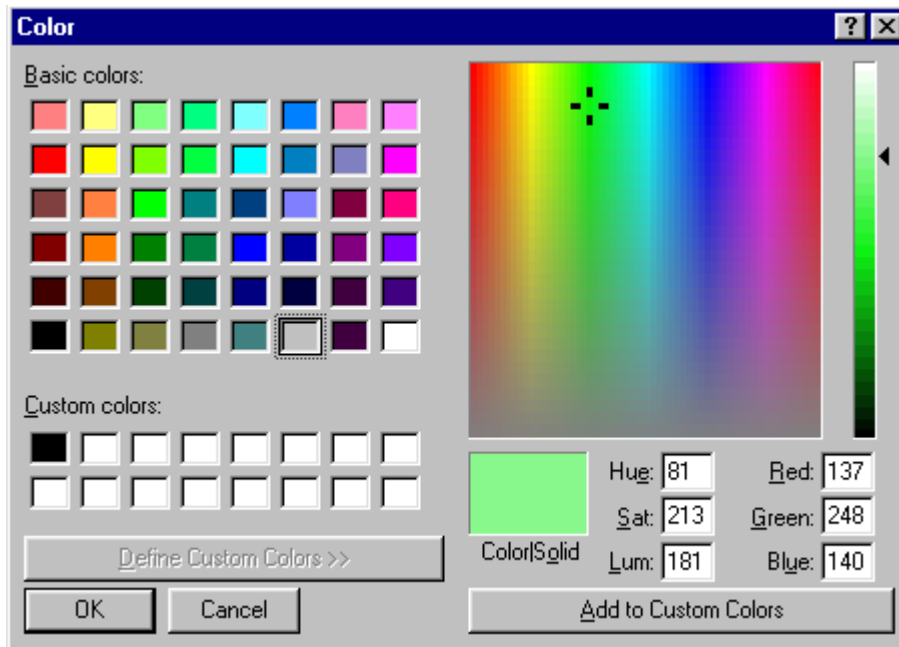 Color
Basic colors:
Custom colors:
Define Custom Colors >>
OK Cancel
Hue: 81 Red: 137
Sat: 213 Green: 248
Color|Solid
Lum: 181 Blue: 140
Add to Custom Colors